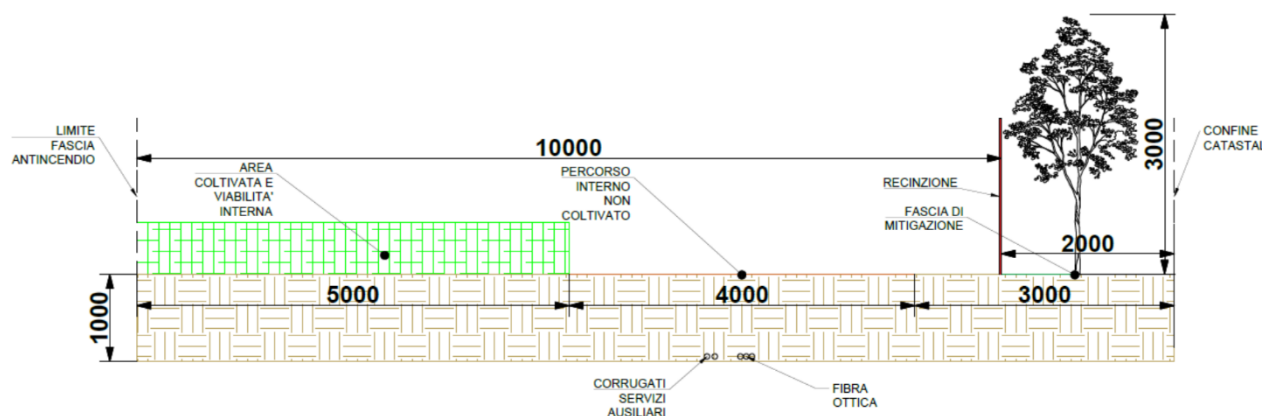 LIMITE
FASCIA
ANTINCENDIO
AREA
COLTIVATA E
VIABILITA'
INTERNA
10000
PERCORSO
INTERNO
NON
COLTIVATO
RECINZIONE
FASCIA DI
MITIGAZIONE
3000
CONFINE
CATASTAL
2000
1000
5000
4000
3000
CORRUGATI
SERVIZI
AUSILIARI
FIBRA
OTTICA